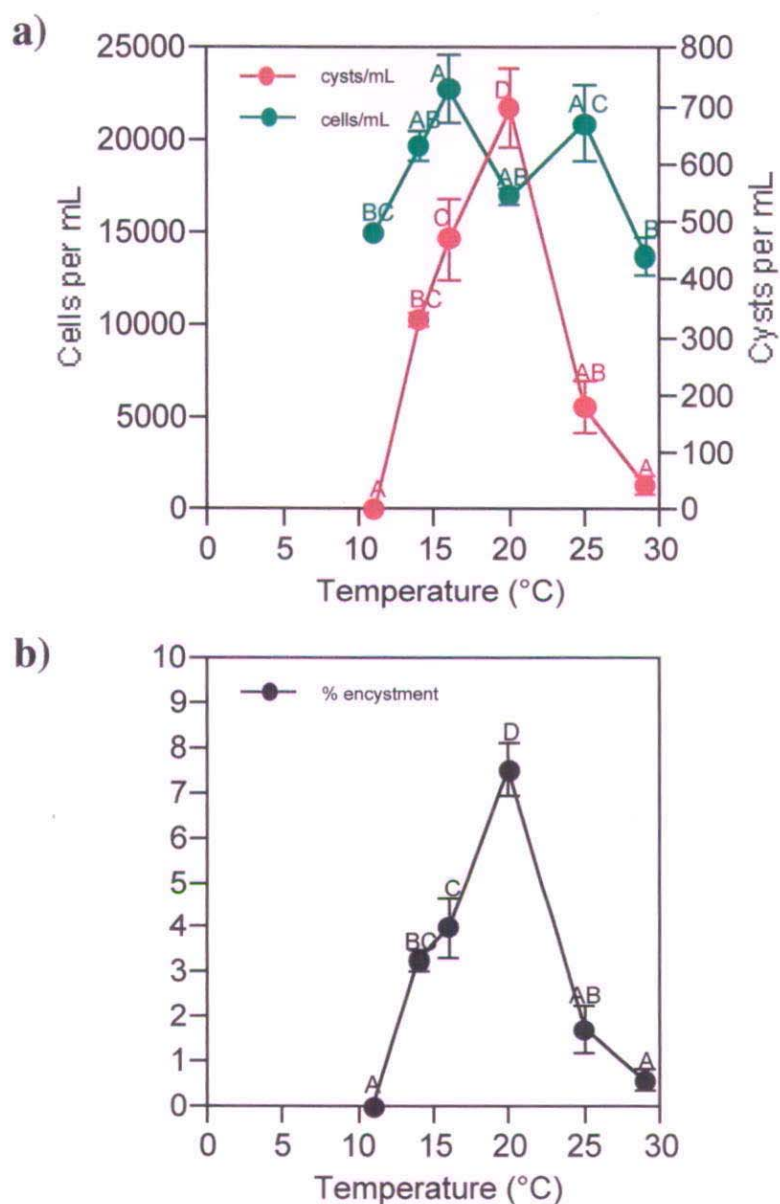 a)
25000
20000
15000
10000
5000
0
Cells per mL
cysts/mL
cells/mL
BC
AB
A
AB
A C
B
A
BC
C
D
AB
A
800
700
600
500
400
300
200
100
0
Cysts per mL
0 5 10 15 20 25 30
Temperature (°C)
b)
10
9
8
7
6
5
4
3
2
1
0
% encystment
A
BC
C
D
AB
A
0 5 10 15 20 25 30
Temperature (°C)